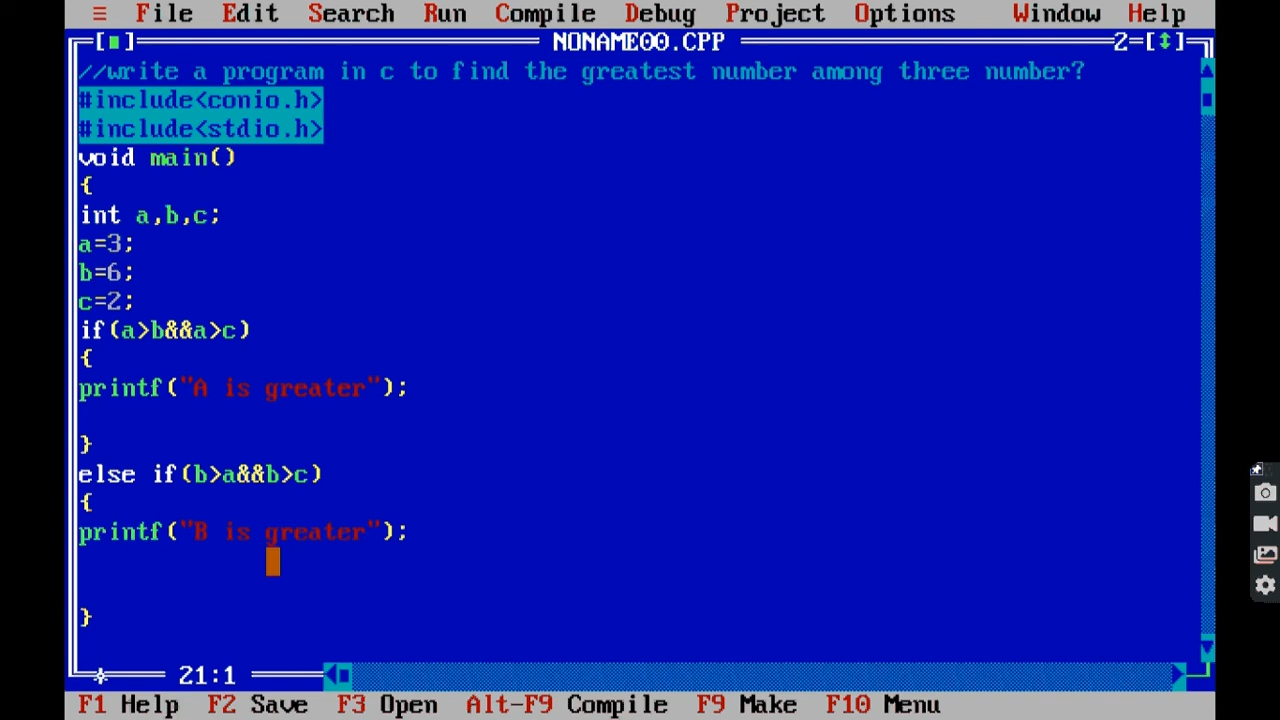 ≡ File Edit Search Run Compile Debug Project Options Window Help
[■] NONAME00.CPP 2=[↕]
//write a program in c to find the greatest number among three number?
#include<conio.h>
#include<stdio.h>
void main()
{
int a,b,c;
a=3;
b=6;
c=2;
if(a>b&&a>c)
{
printf("A is greater");
}
else if(b>a&&b>c)
{
printf("B is greater");
}
21:1
F1 Help F2 Save F3 Open Alt-F9 Compile F9 Make F10 Menu